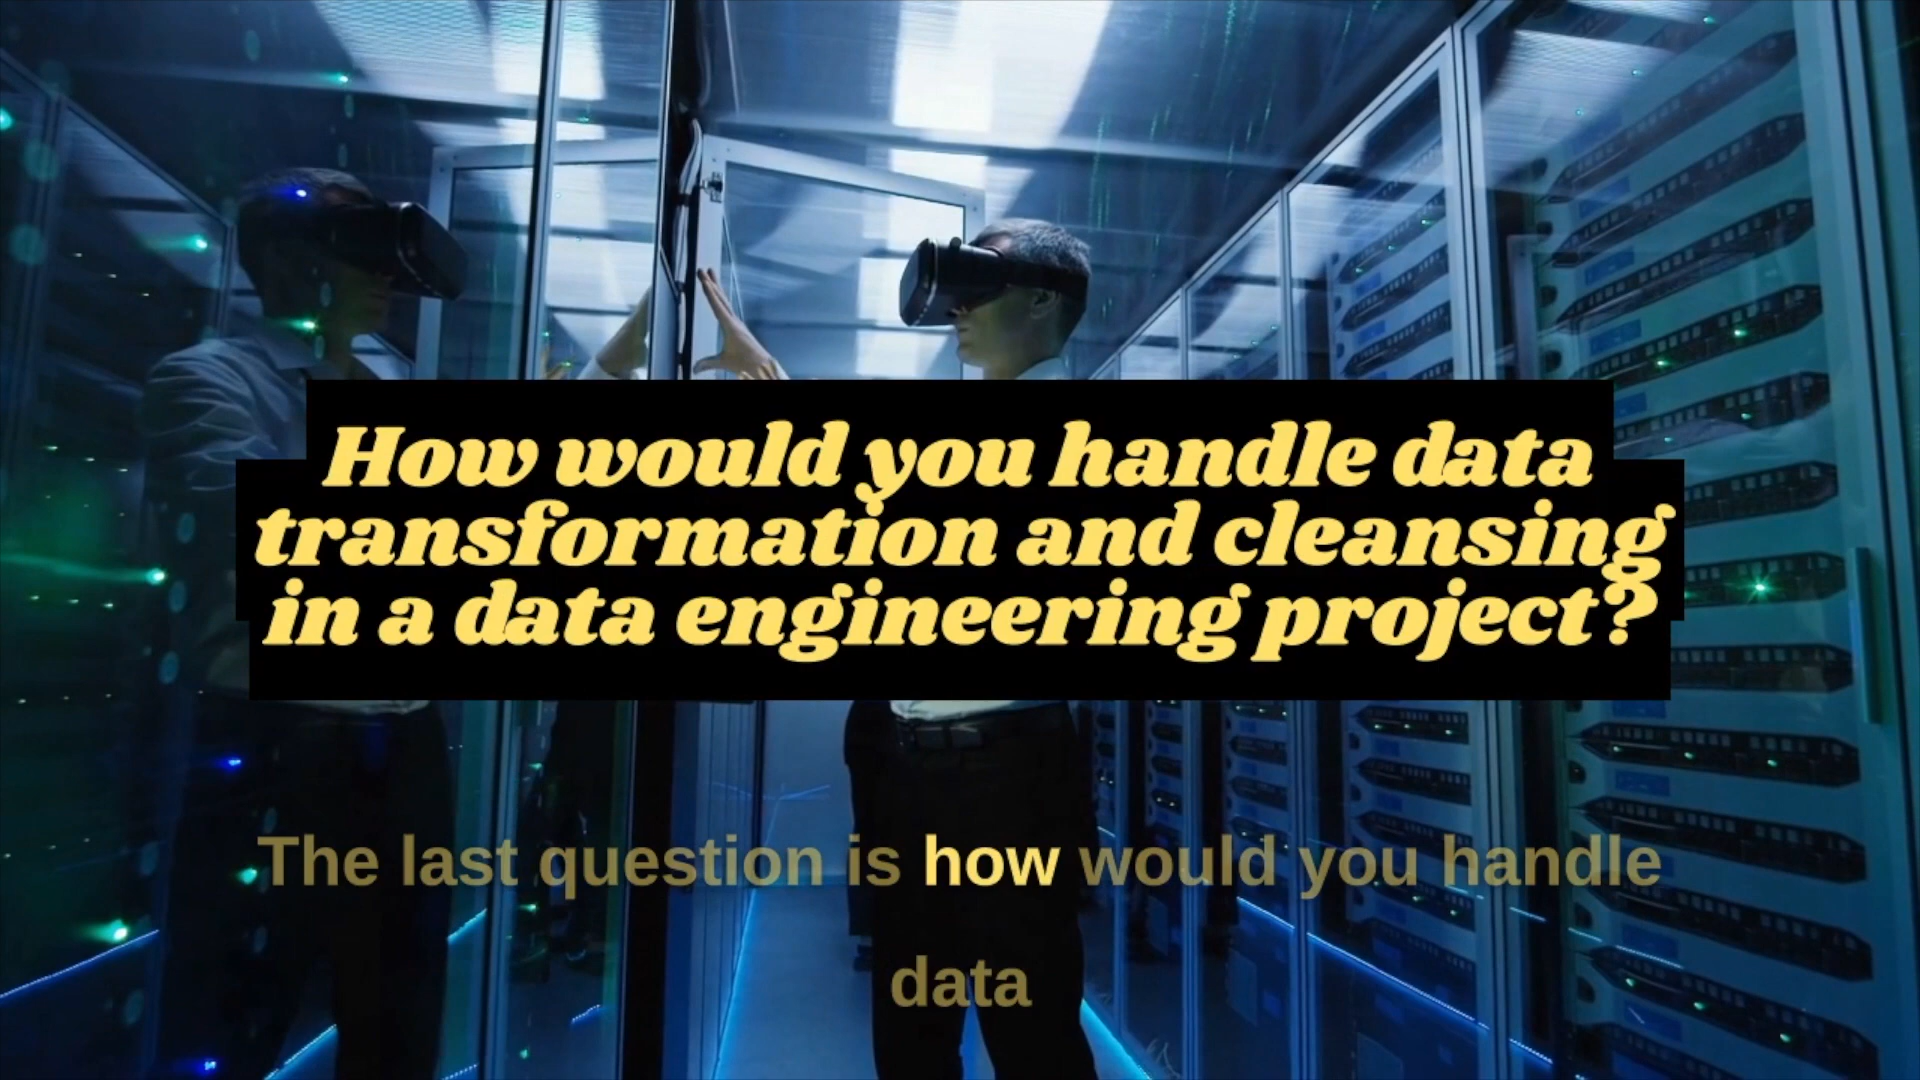 How would you handle data
transformation and cleansing
in a data engineering project?
The last question is how would you handle
data